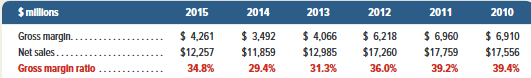 $ millions 2015 2014 2013 2012 2011 2010
Gross margin. . . . . . . . . . . . . . . . . . $ 4,261 $ 3,492 $ 4,066 $ 6,218 $ 6,960 $ 6,910
Net sales . . . . . . . . . . . . . . . . . . . . . $12,257 $11,859 $12,985 $17,260 $17,759 $17,556
Gross margin ratio . . . . . . . . . . . . 34.8% 29.4% 31.3% 36.0% 39.2% 39.4%